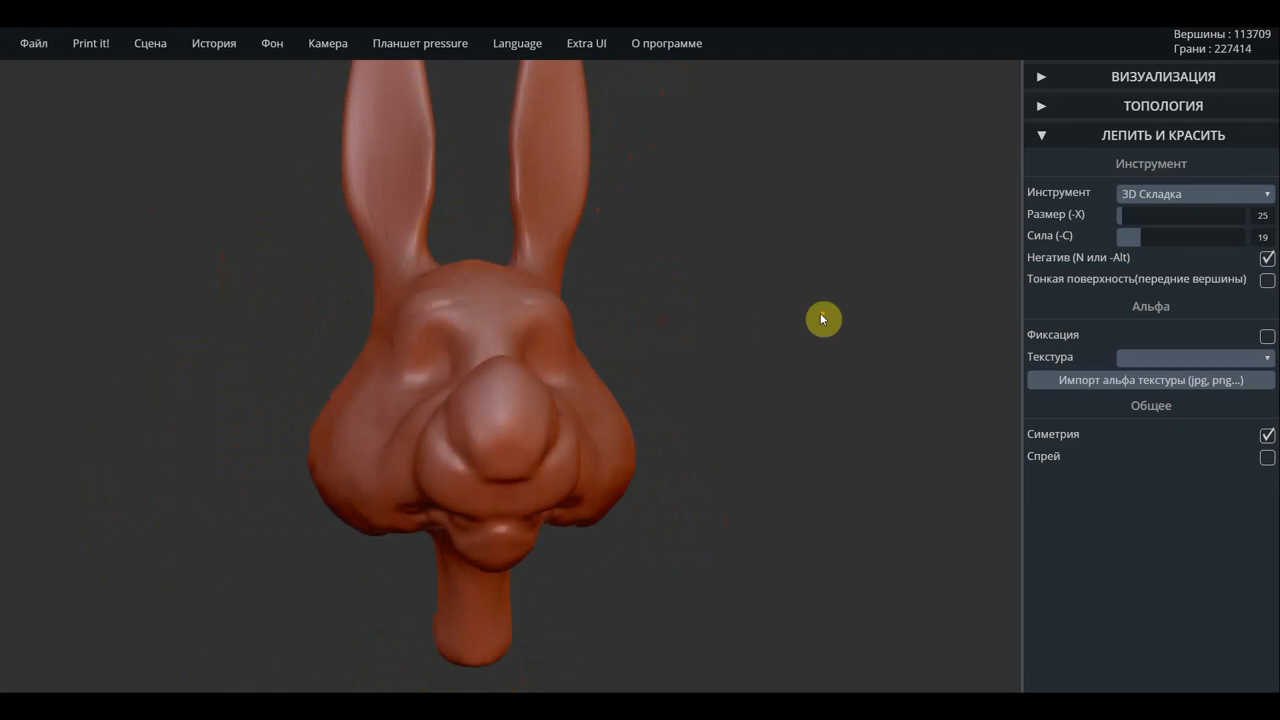 Файл Print it! Сцена История Фон Камера Планшет pressure Language Extra UI О программе
Вершины : 113709
Грани : 227414
ВИЗУАЛИЗАЦИЯ
ТОПОЛОГИЯ
ЛЕПИТЬ И КРАСИТЬ
Инструмент
Инструмент 3D Складка
Размер (-X) 25
Сила (-C) 19
Негатив (N или -Alt)
Тонкая поверхность(передние вершины)
Альфа
Фиксация
Текстура
Импорт альфа текстуры (jpg, png...)
Общее
Симетрия
Спрей